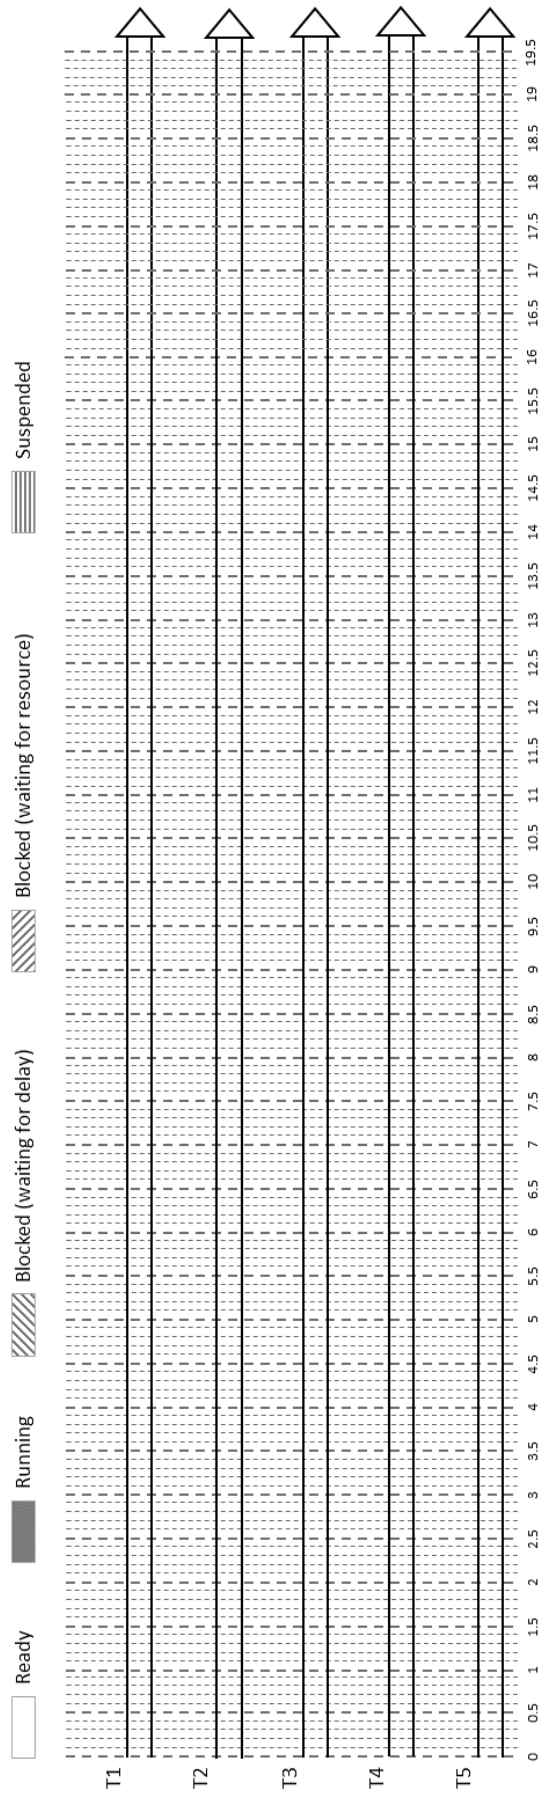 Ready Running Blocked (waiting for delay) Blocked (waiting for resource) Suspended
T1
T2
T3
T4
T5
0 0.5 1 1.5 2 2.5 3 3.5 4 4.5 5 5.5 6 6.5 7 7.5 8 8.5 9 9.5 10 10.5 11 11.5 12 12.5 13 13.5 14 14.5 15 15.5 16 16.5 17 17.5 18 18.5 19 19.5